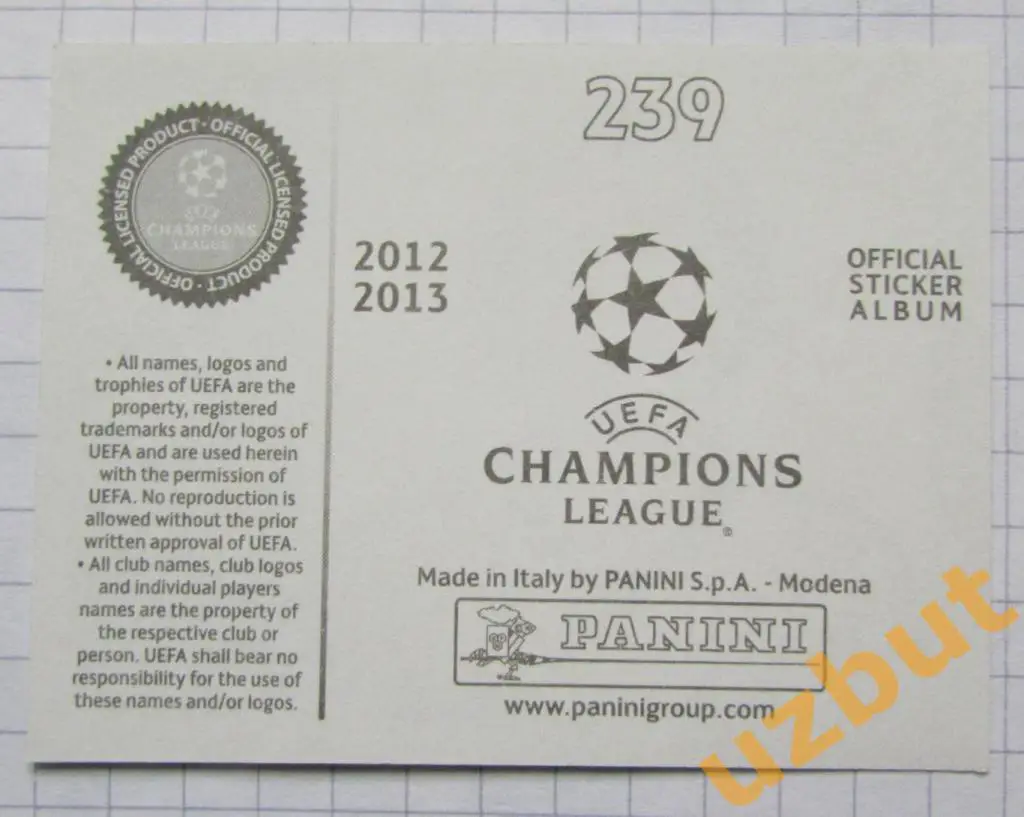 239
OFFICIAL LICENSED PRODUCT · OFFICIAL LICENSED PRODUCT ·
UEFA
CHAMPIONS
LEAGUE
2012
2013
OFFICIAL
STICKER
ALBUM
• All names, logos and
trophies of UEFA are the
property, registered
trademarks and/or logos of
UEFA and are used herein
with the permission of
UEFA. No reproduction is
allowed without the prior
written approval of UEFA.
• All club names, club logos
and individual players
names are the property of
the respective club or
person. UEFA shall bear no
responsibility for the use of
these names and/or logos.
UEFA
CHAMPIONS
LEAGUE®
Made in Italy by PANINI S.p.A. - Modena
PANINI
www.paninigroup.com
uzbut